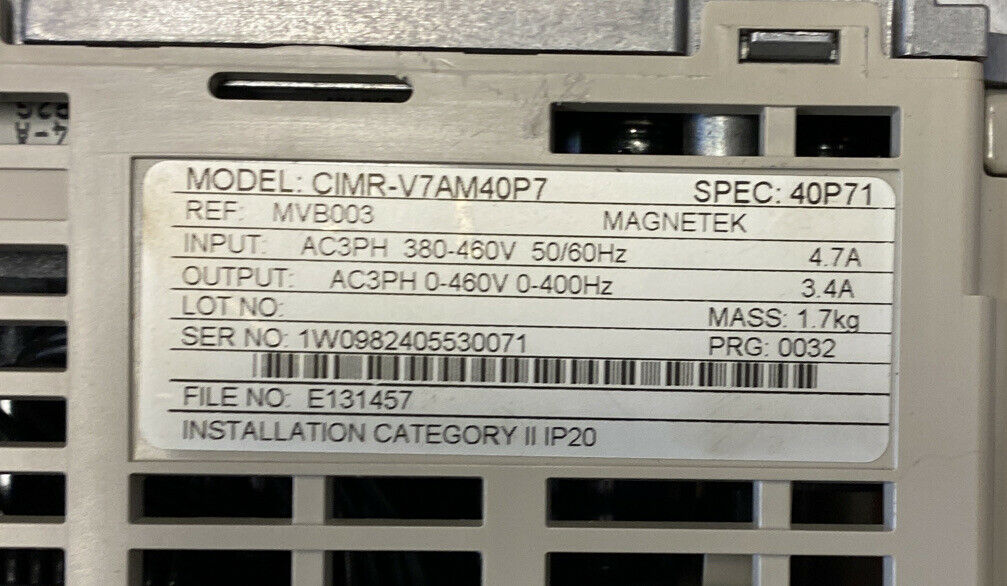 MODEL: CIMR-V7AM40P7 SPEC: 40P71
REF: MVB003 MAGNETEK
INPUT: AC3PH 380-460V 50/60Hz 4.7A
OUTPUT: AC3PH 0-460V 0-400Hz 3.4A
LOT NO: MASS: 1.7kg
SER NO: 1W0982405530071 PRG: 0032
FILE NO: E131457
INSTALLATION CATEGORY II IP20